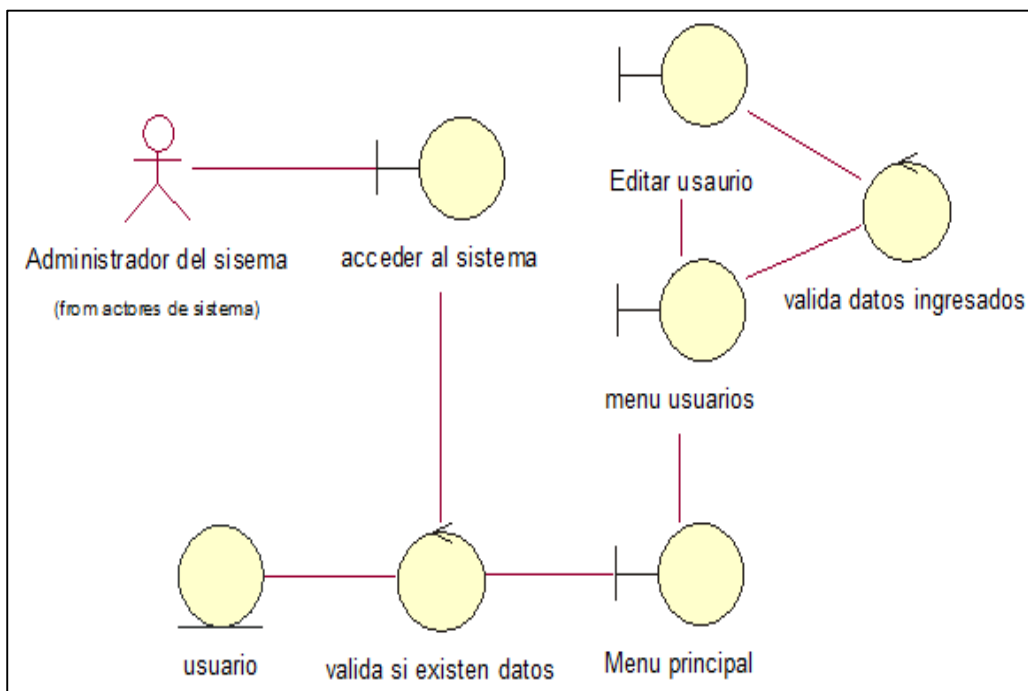 Editar usaurio
Administrador del sisema
(from actores de sistema)
acceder al sistema
valida datos ingresados
menu usuarios
usuario
valida si existen datos
Menu principal